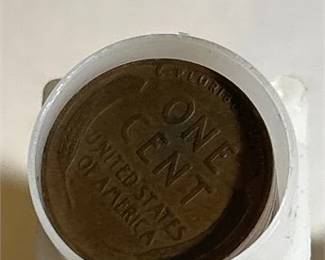 E PLURIBUS
ONE
CENT
UNITED STATES
OF AMERICA